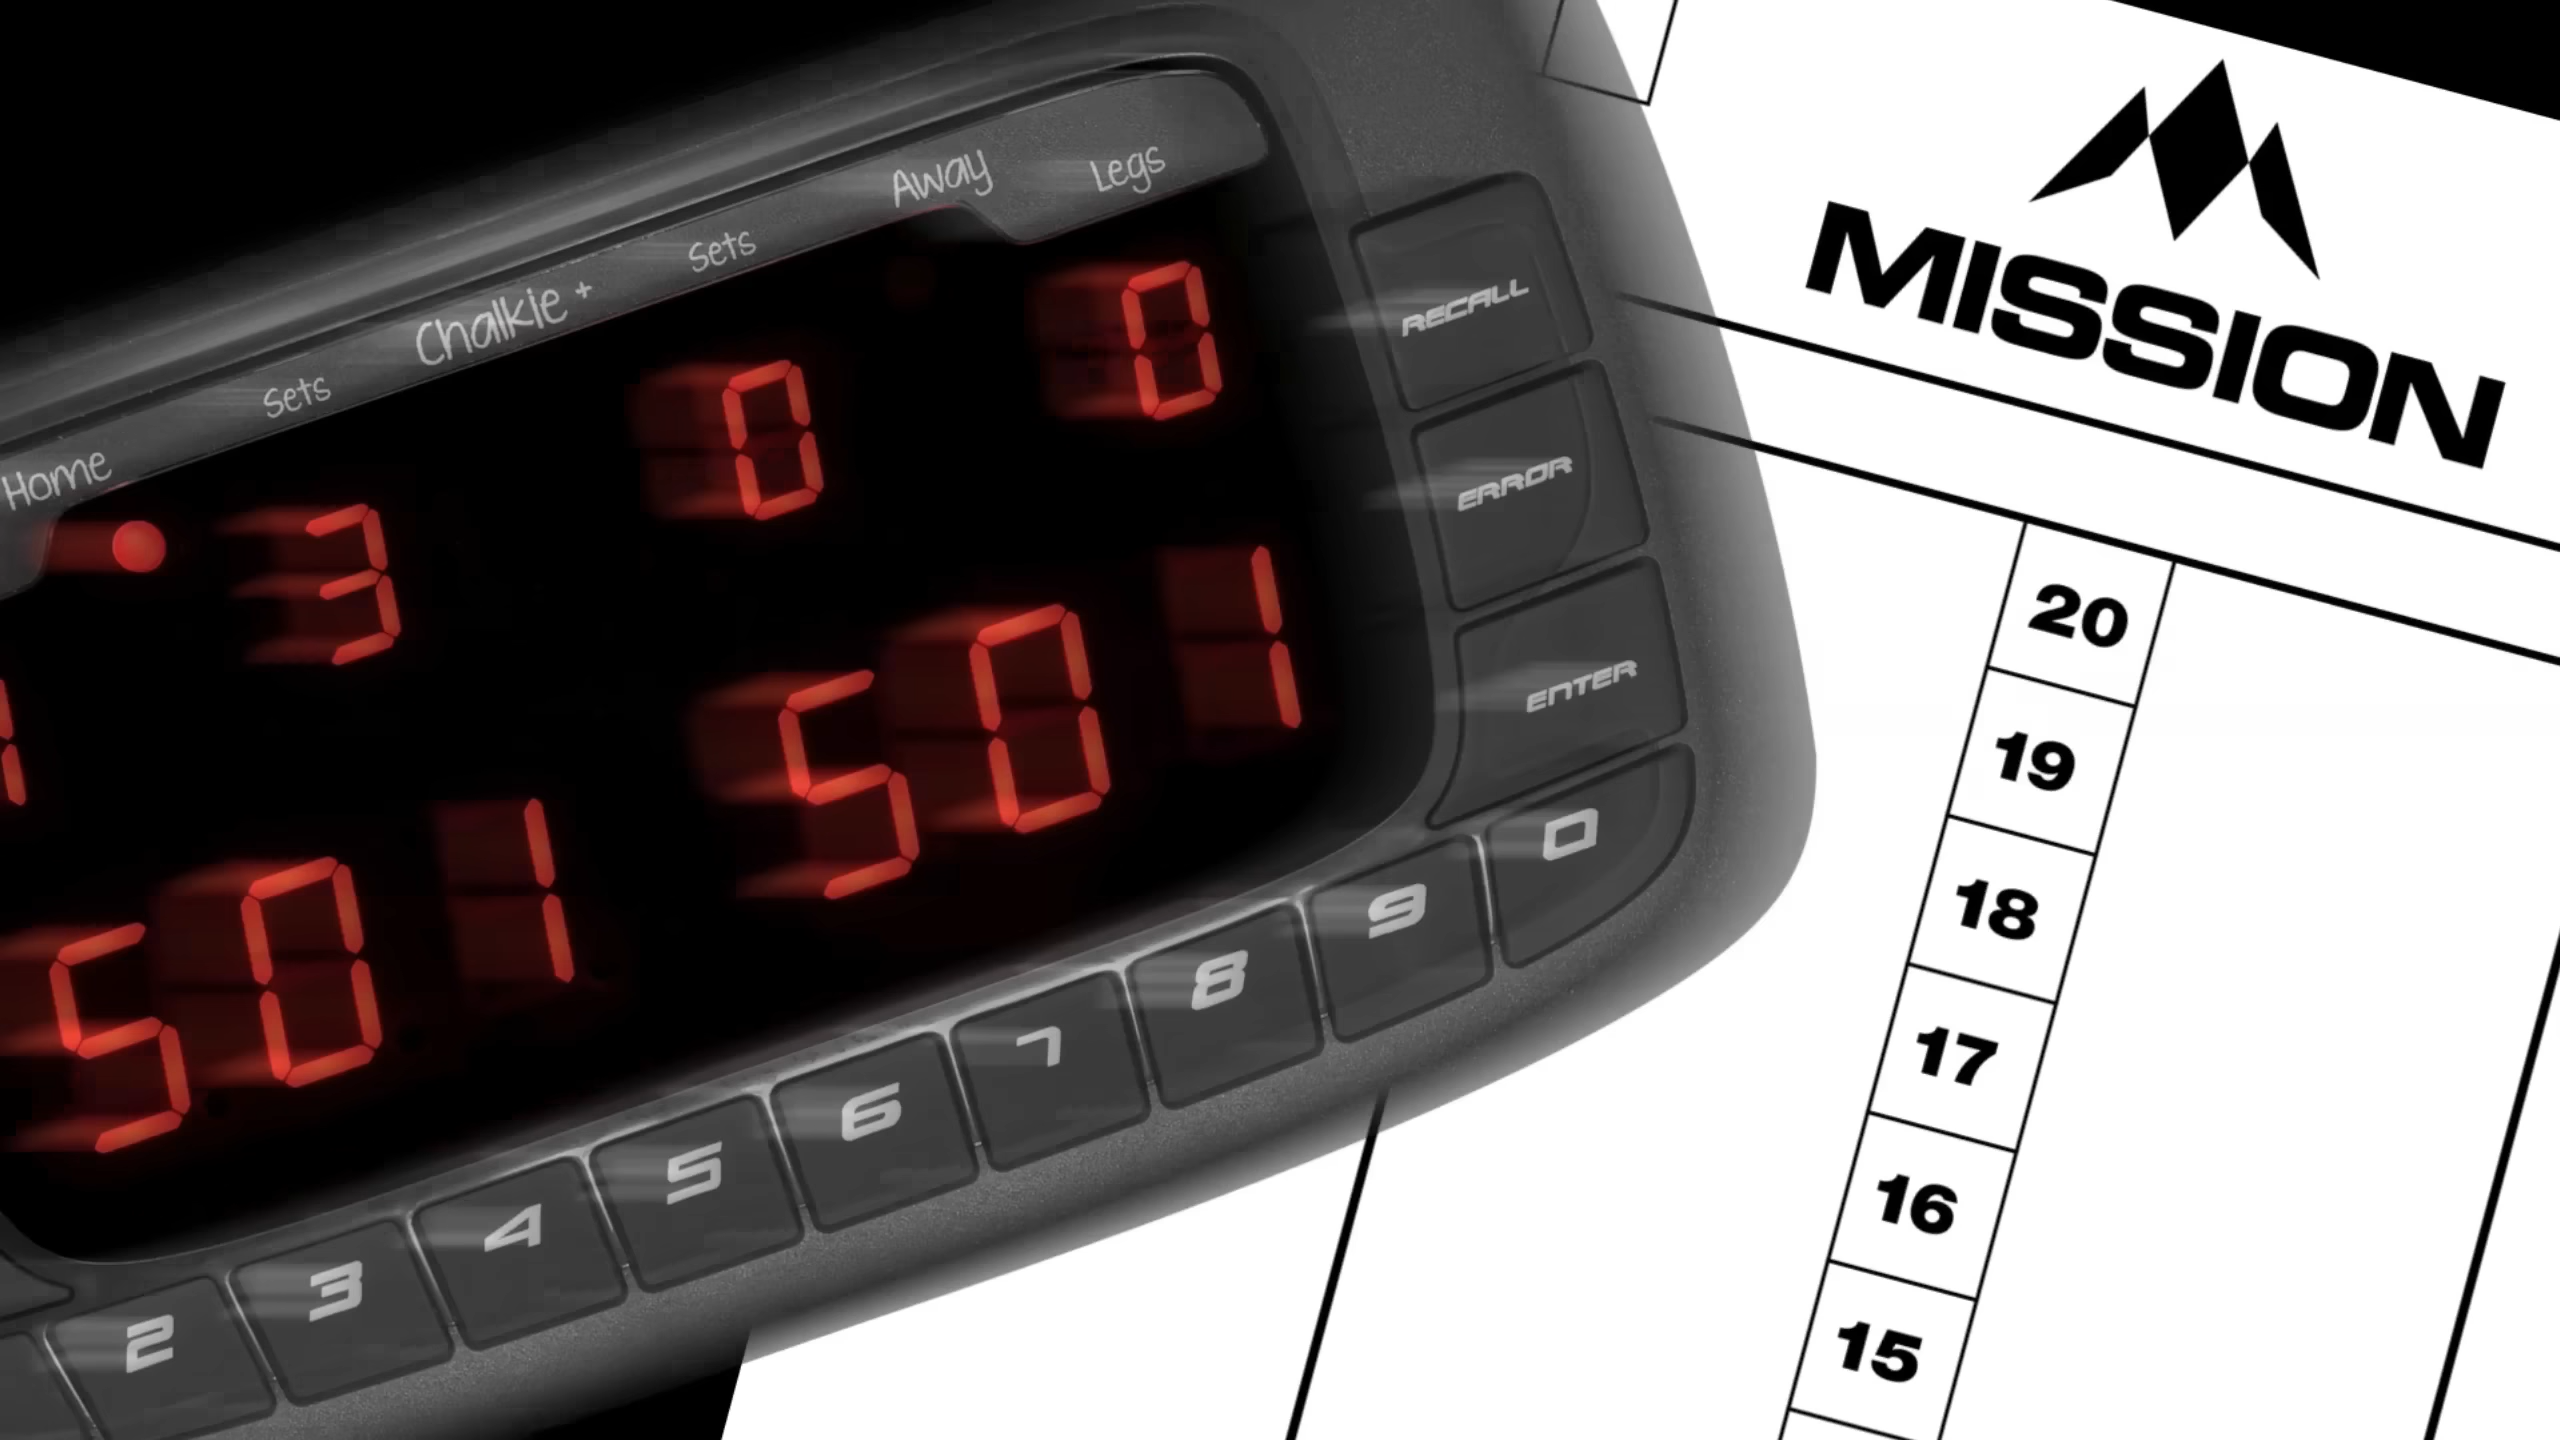 Home Sets Chalkie + Sets Away Legs
3 0 0
1
501 501
RECALL
ERROR
ENTER
2 3 4 5 6 7 8 9 0
MISSION
20
19
18
17
16
15